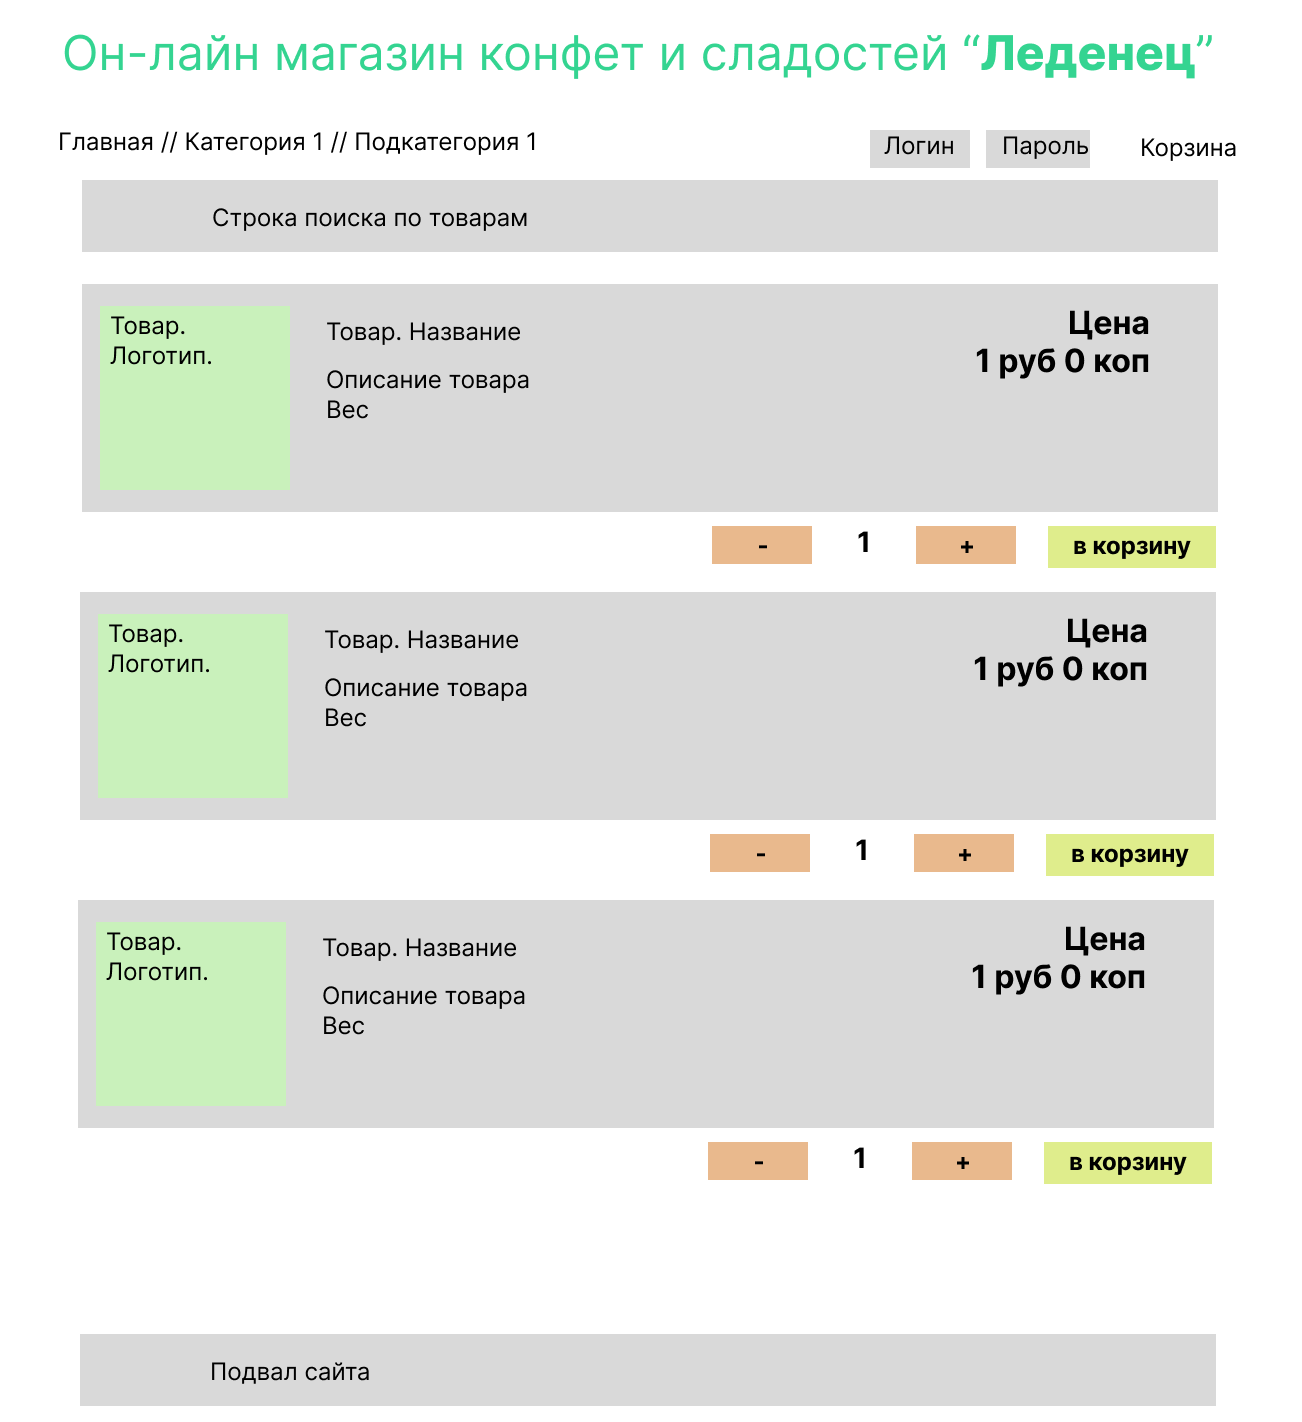 Он-лайн магазин конфет и сладостей “Леденец”
Главная // Категория 1 // Подкатегория 1
Логин Пароль Корзина
Строка поиска по товарам
Товар.
Логотип.
Товар. Название
Описание товара
Вес
Цена
1 руб 0 коп
- 1 + в корзину
Товар.
Логотип.
Товар. Название
Описание товара
Вес
Цена
1 руб 0 коп
- 1 + в корзину
Товар.
Логотип.
Товар. Название
Описание товара
Вес
Цена
1 руб 0 коп
- 1 + в корзину
Подвал сайта